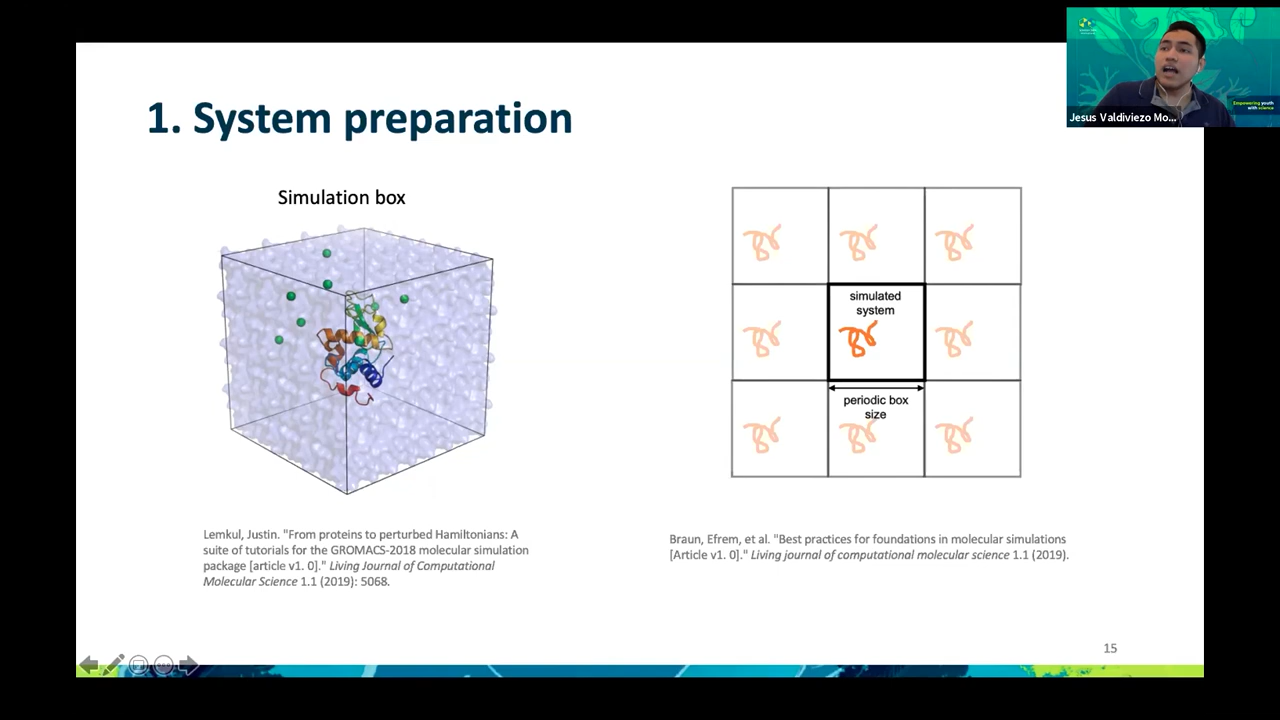 1. System preparation
Simulation box
simulated
system
periodic box
size
Lemkul, Justin. "From proteins to perturbed Hamiltonians: A
suite of tutorials for the GROMACS-2018 molecular simulation
package [article v1. 0]." Living Journal of Computational
Molecular Science 1.1 (2019): 5068.
Braun, Efrem, et al. "Best practices for foundations in molecular simulations
[Article v1. 0]." Living journal of computational molecular science 1.1 (2019).
15
Empowering youth
with science
Jesus Valdiviezo Mo...